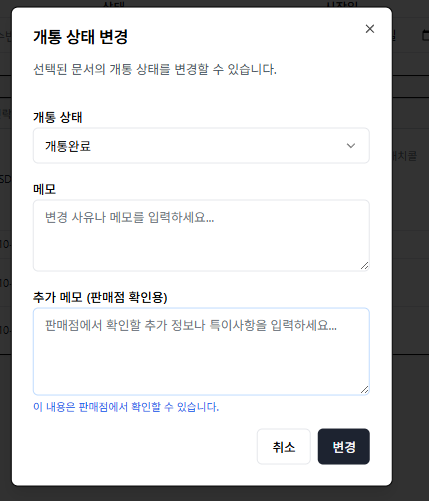 개통 상태 변경
선택된 문서의 개통 상태를 변경할 수 있습니다.
개통 상태
개통완료
메모
변경 사유나 메모를 입력하세요...
추가 메모 (판매점 확인용)
판매점에서 확인할 추가 정보나 특이사항을 입력하세요...
이 내용은 판매점에서 확인할 수 있습니다.
취소
변경